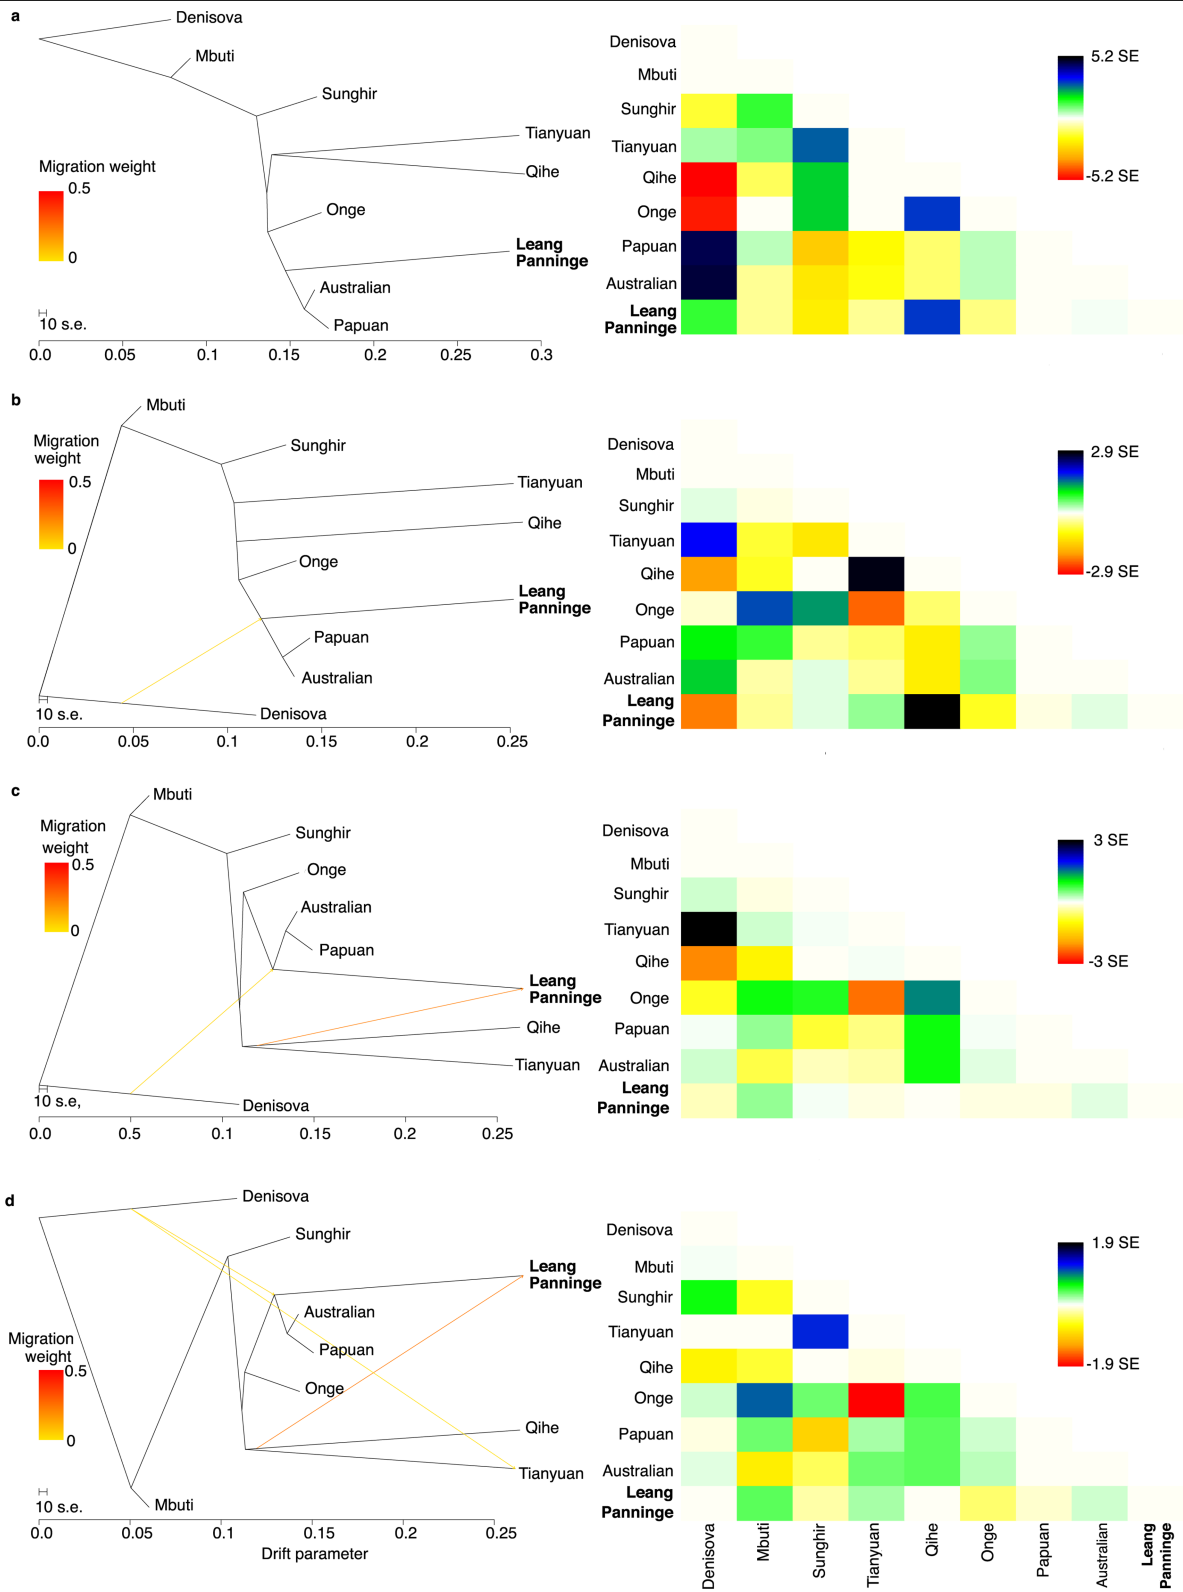 a
Denisova
Mbuti
Sunghir
Tianyuan
Qihe
Onge
Leang
Panninge
Australian
Papuan
Migration weight
0.5
0
10 s.e.
0.0 0.05 0.1 0.15 0.2 0.25 0.3
Denisova
Mbuti
Sunghir
Tianyuan
Qihe
Onge
Papuan
Australian
Leang
Panninge
5.2 SE
-5.2 SE
b
Mbuti
Sunghir
Tianyuan
Qihe
Onge
Leang
Panninge
Papuan
Australian
Denisova
Migration
weight
0.5
0
10 s.e.
0.0 0.05 0.1 0.15 0.2 0.25
Denisova
Mbuti
Sunghir
Tianyuan
Qihe
Onge
Papuan
Australian
Leang
Panninge
2.9 SE
-2.9 SE
c
Mbuti
Sunghir
Onge
Australian
Papuan
Leang
Panninge
Qihe
Tianyuan
Denisova
Migration
weight
0.5
0
10 s.e,
0.0 0.5 0.1 0.15 0.2 0.25
Denisova
Mbuti
Sunghir
Tianyuan
Qihe
Onge
Papuan
Australian
Leang
Panninge
3 SE
-3 SE
d
Denisova
Sunghir
Leang
Panninge
Australian
Papuan
Onge
Qihe
Tianyuan
Mbuti
Migration
weight
0.5
0
10 s.e.
0.0 0.05 0.1 0.15 0.2 0.25
Drift parameter
Denisova
Mbuti
Sunghir
Tianyuan
Qihe
Onge
Papuan
Australian
Leang
Panninge
1.9 SE
-1.9 SE
Denisova
Mbuti
Sunghir
Tianyuan
Qihe
Onge
Papuan
Australian
Leang
Panninge